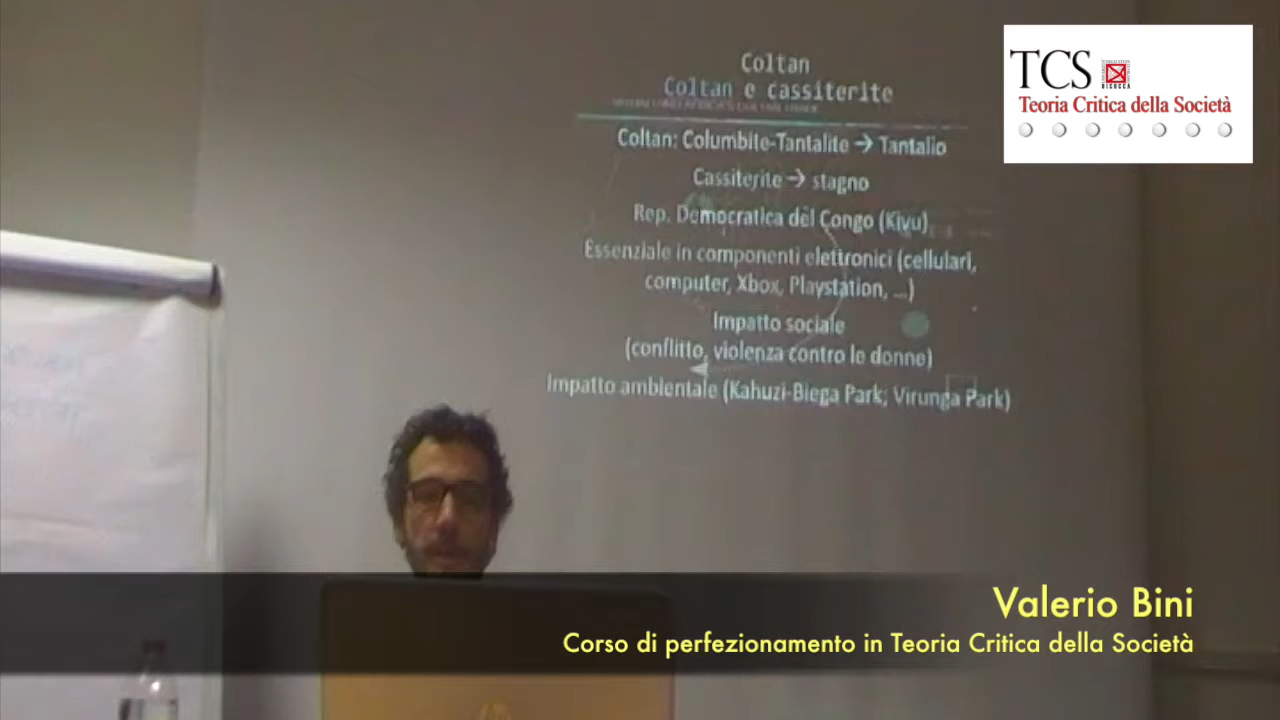 Coltan
Coltan e cassiterite
Coltan: Columbite-Tantalite → Tantalio
Cassiterite → stagno
Rep. Democratica del Congo (Kivu)
Essenziale in componenti elettronici (cellulari,
computer, Xbox, Playstation, ...)
Impatto sociale
(conflitto, violenza contro le donne)
Impatto ambientale (Kahuzi-Biega Park; Virunga Park)
TCS
BICOCCA
Teoria Critica della Società
Valerio Bini
Corso di perfezionamento in Teoria Critica della Società